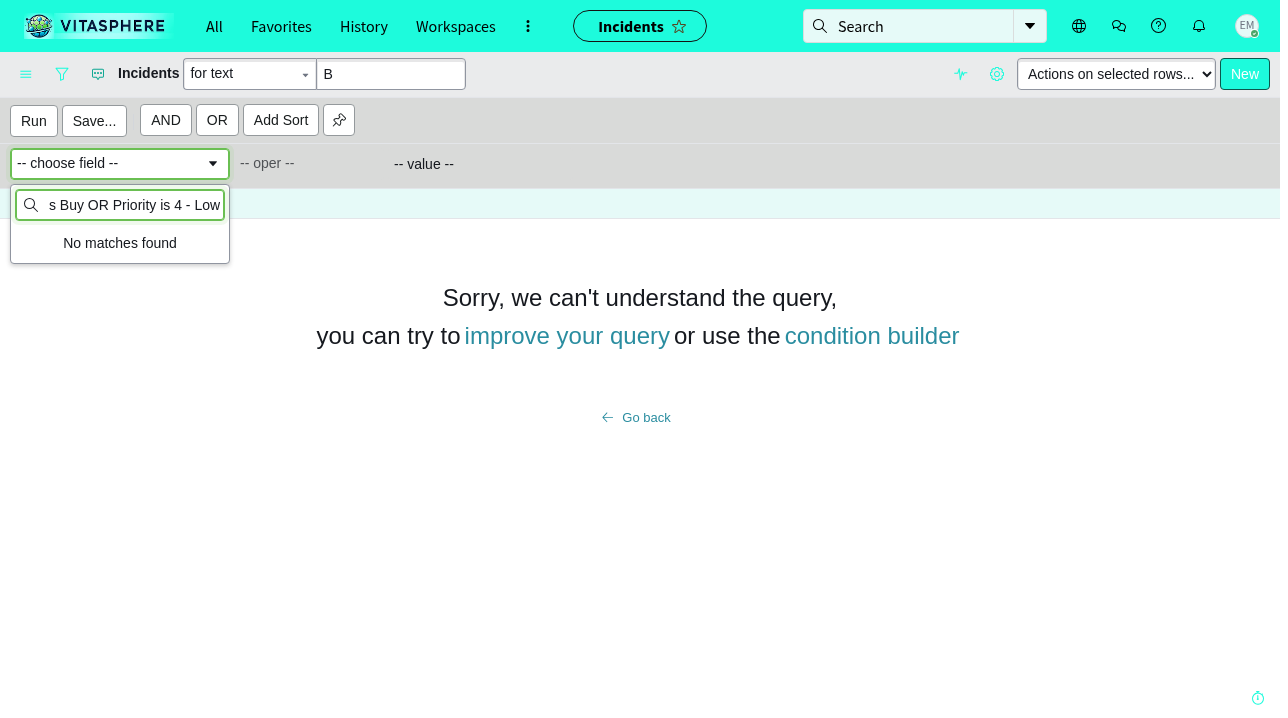 VITASPHERE All Favorites History Workspaces Incidents Search EM
Incidents for text B Actions on selected rows... New
Run Save... AND OR Add Sort
-- choose field -- -- oper -- -- value --
s Buy OR Priority is 4 - Low
No matches found
Sorry, we can't understand the query,
you can try to improve your query or use the condition builder
Go back